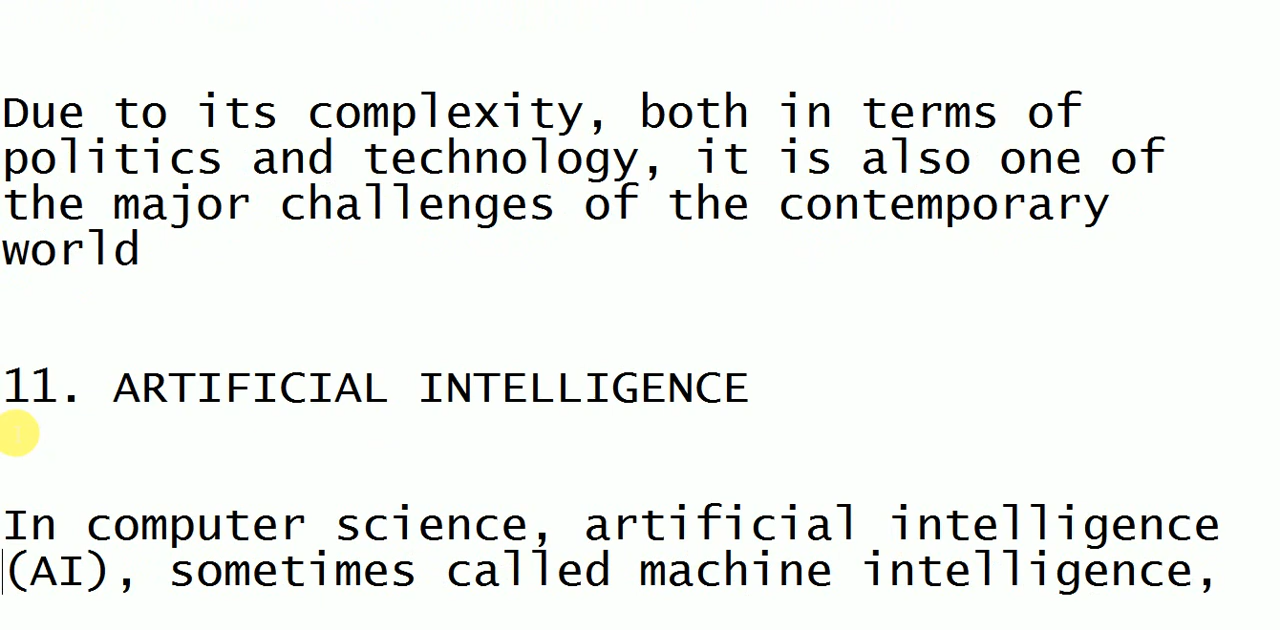 Due to its complexity, both in terms of
politics and technology, it is also one of
the major challenges of the contemporary
world
11. ARTIFICIAL INTELLIGENCE
In computer science, artificial intelligence
(AI), sometimes called machine intelligence,